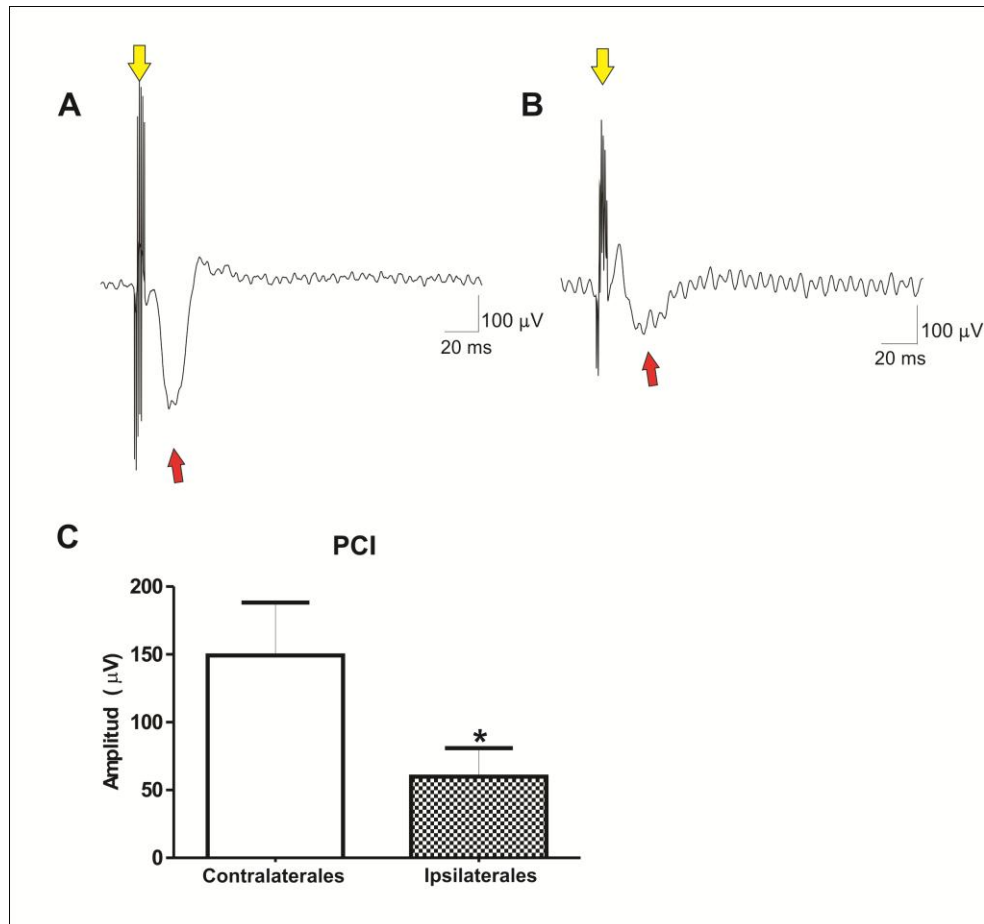 A
B
100 μV
20 ms
100 μV
20 ms
C
PCI
Amplitud ( μV)
200
150
100
50
0
*
Contralaterales
Ipsilaterales